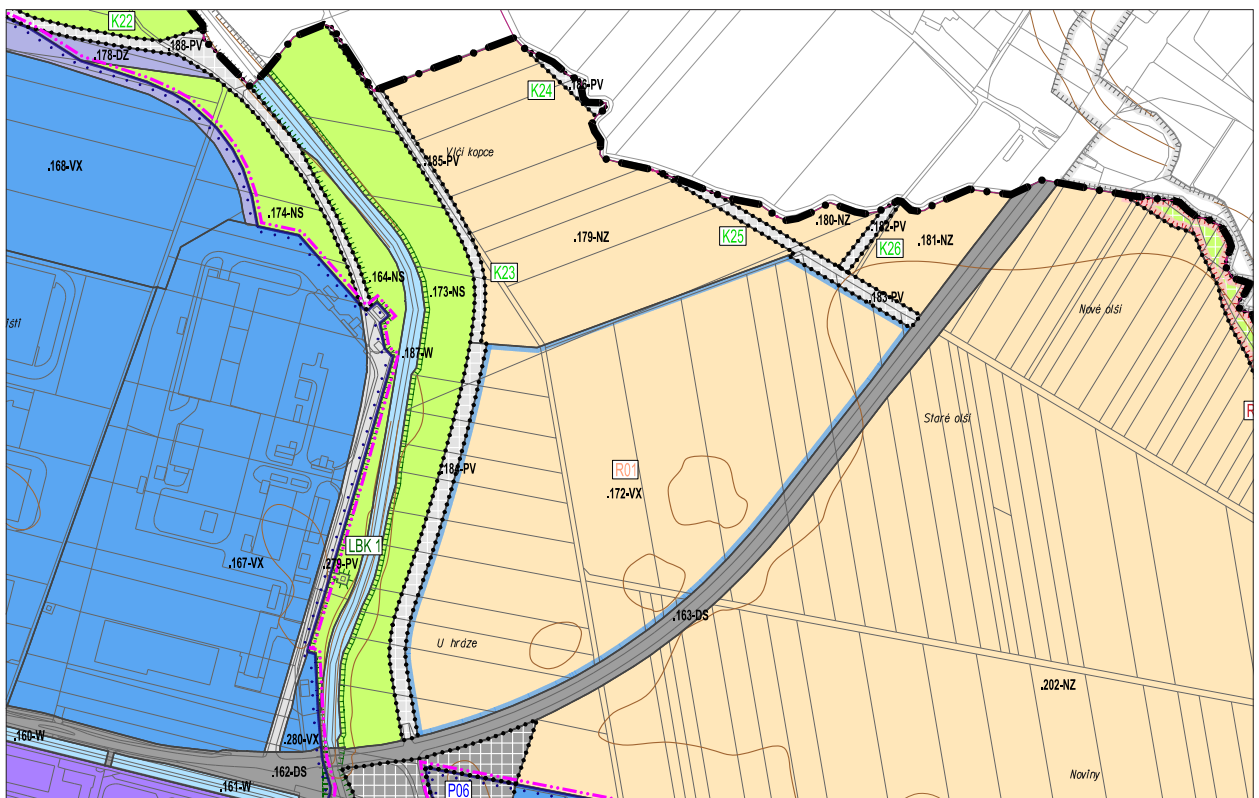 K22
.188-PV
.178-DZ
K24
.186-PV
Vlčí kopce
.185-PV
.168-VX
.174-NS
.180-NZ
.182-PV
K25
.179-NZ
K26
.181-NZ
.164-NS
K23
.173-NS
.183-PV
Nové olší
.187-W
Staré olší
R01
.184-PV
.172-VX
LBK 1
.167-VX
.279-PV
.163-DS
U hráze
.202-NZ
.160-W
.280-VX
.162-DS
.161-W
P06
Noviny